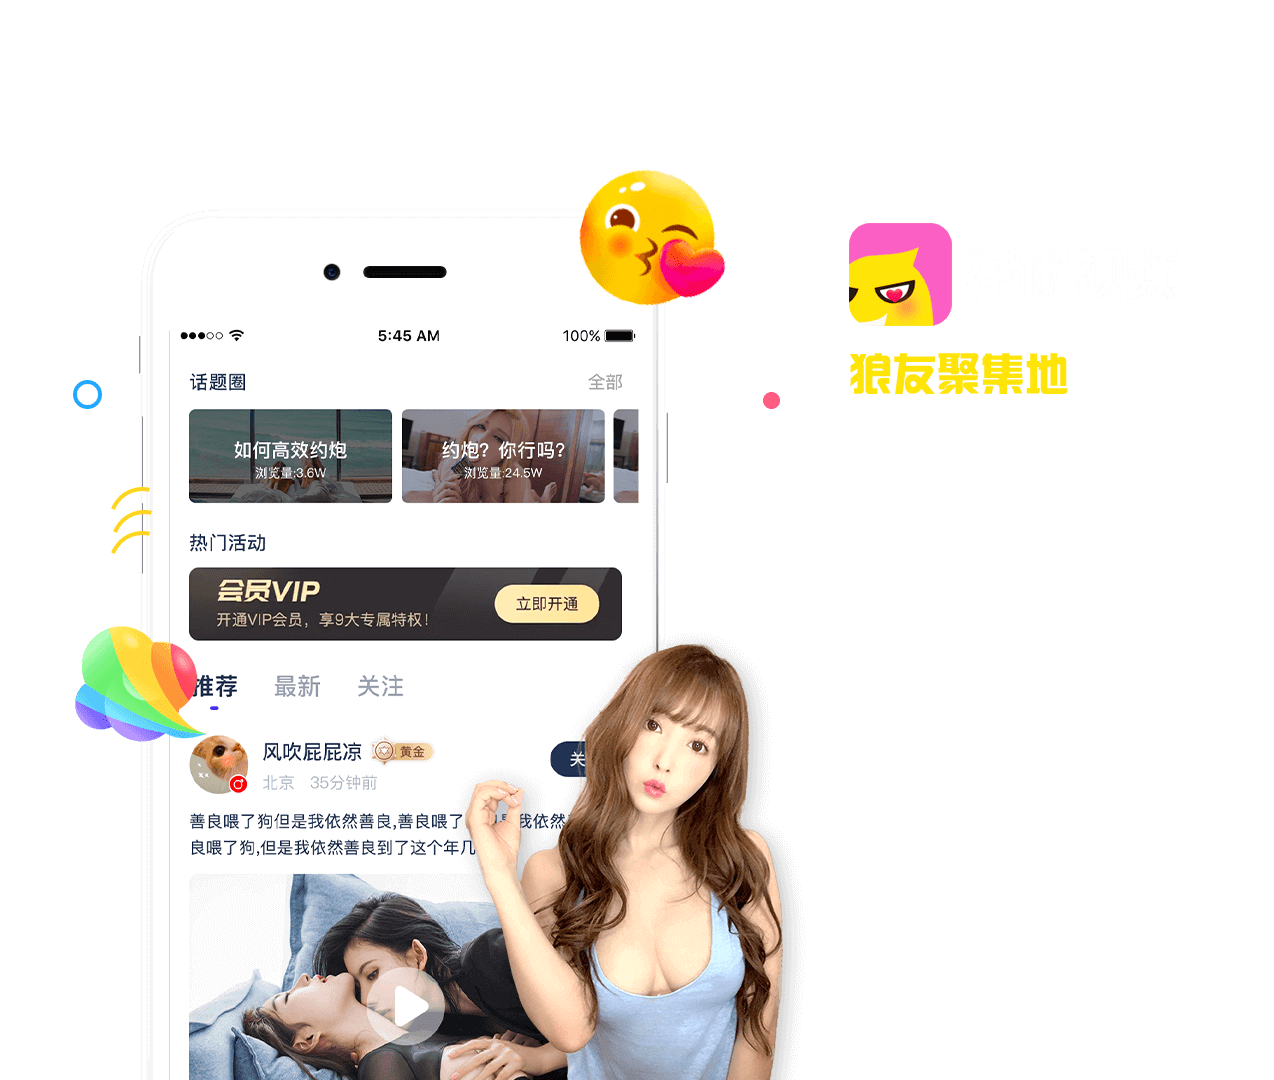 狼友聚集地
5:45 AM
100%
话题圈
全部
如何高效约炮
浏览量:3.6W
约炮?你行吗?
浏览量:24.5W
热门活动
会员VIP
开通VIP会员，享9大专属特权！
立即开通
推荐
最新
关注
风吹屁屁凉
黄金
关
北京 35分钟前
善良喂了狗但是我依然善良,善良喂了 是我依然
良喂了狗,但是我依然善良到了这个年几